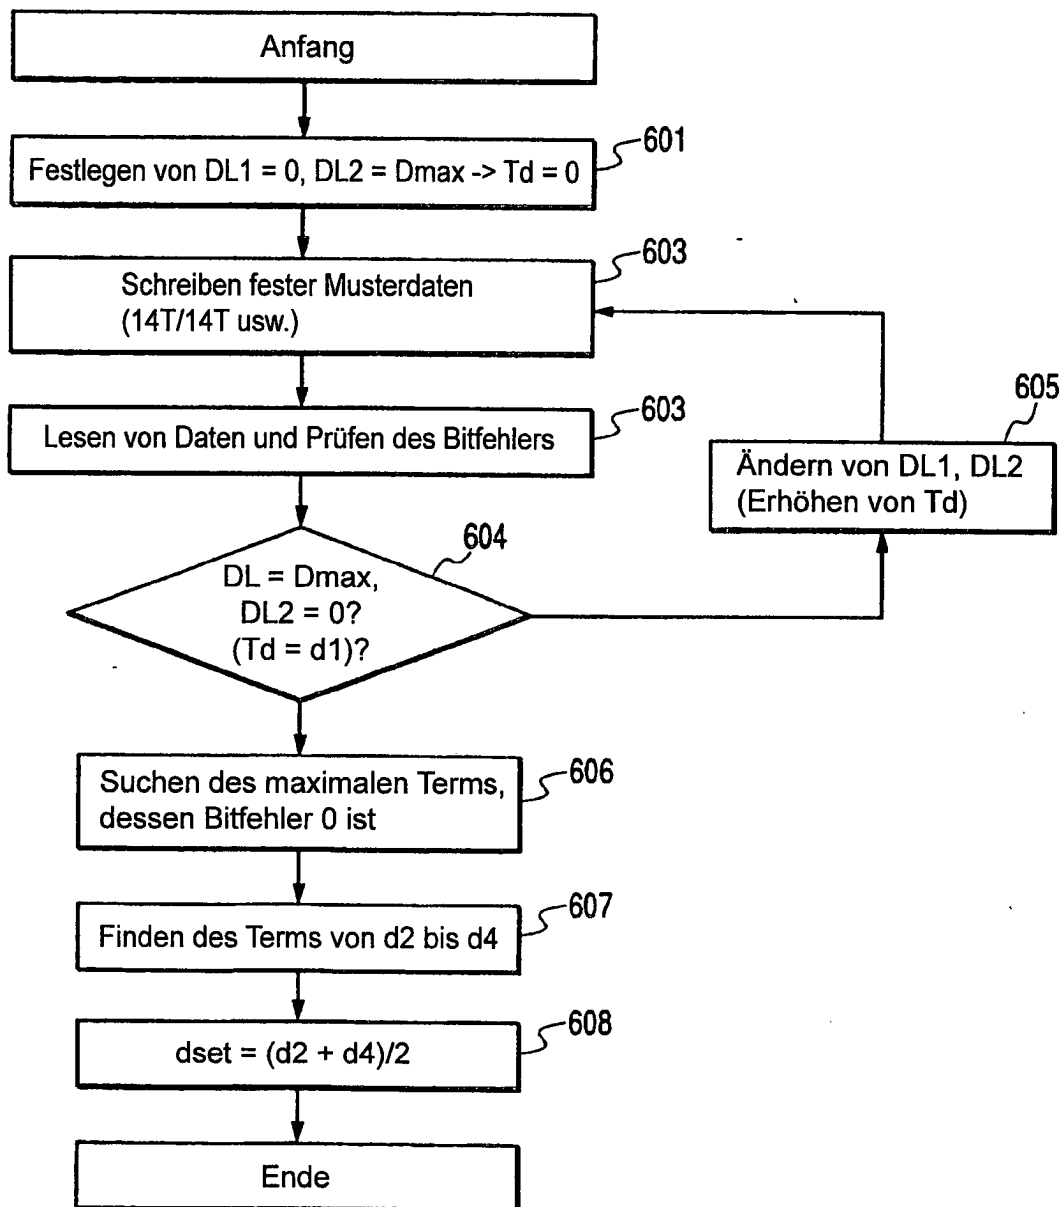 Anfang
Festlegen von DL1 = 0, DL2 = Dmax -> Td = 0
601
Schreiben fester Musterdaten
(14T/14T usw.)
603
Lesen von Daten und Prüfen des Bitfehlers
603
Ändern von DL1, DL2
(Erhöhen von Td)
605
DL = Dmax,
DL2 = 0?
(Td = d1)?
604
Suchen des maximalen Terms,
dessen Bitfehler 0 ist
606
Finden des Terms von d2 bis d4
607
dset = (d2 + d4)/2
608
Ende